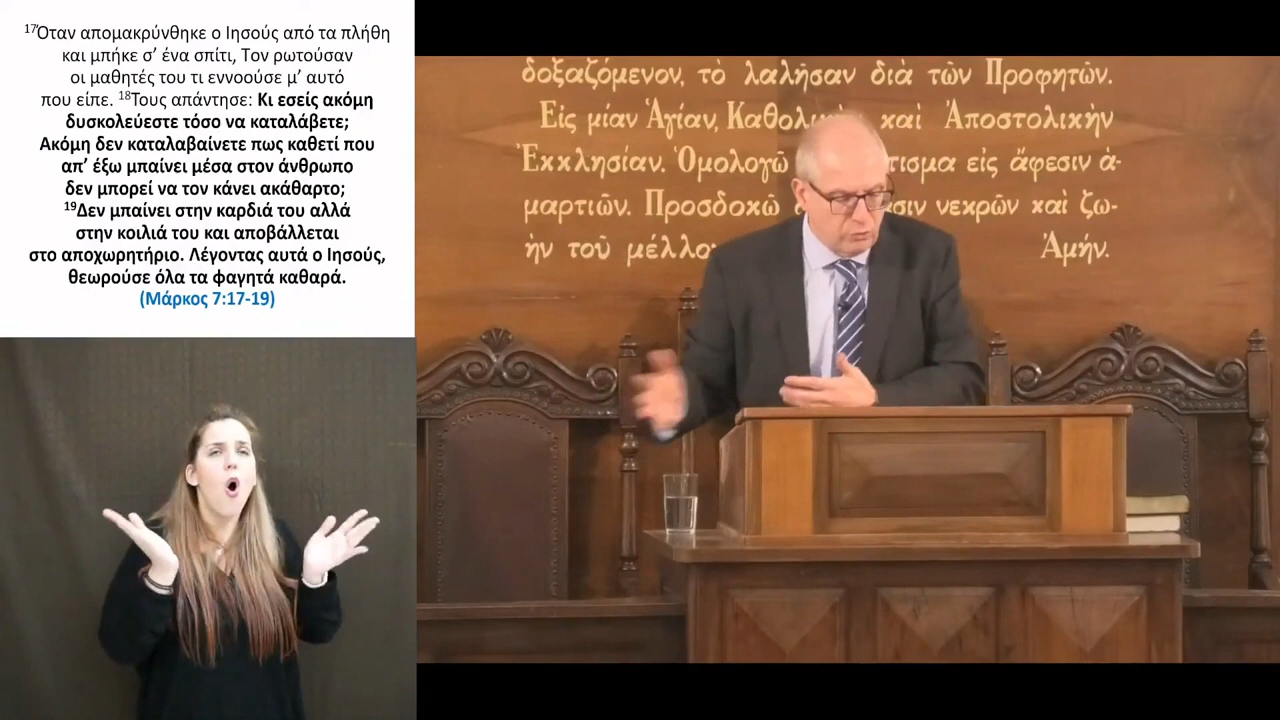 ¹⁷Όταν απομακρύνθηκε ο Ιησούς από τα πλήθη
και μπήκε σ’ ένα σπίτι, Τον ρωτούσαν
οι μαθητές του τι εννοούσε μ’ αυτό
που είπε. ¹⁸Τους απάντησε: Κι εσείς ακόμη
δυσκολεύεστε τόσο να καταλάβετε;
Ακόμη δεν καταλαβαίνετε πως καθετί που
απ’ έξω μπαίνει μέσα στον άνθρωπο
δεν μπορεί να τον κάνει ακάθαρτο;
¹⁹Δεν μπαίνει στην καρδιά του αλλά
στην κοιλιά του και αποβάλλεται
στο αποχωρητήριο. Λέγοντας αυτά ο Ιησούς,
θεωρούσε όλα τα φαγητά καθαρά.
(Μάρκος 7:17-19)
δοξαζόμενον, τὸ λαλῆσαν διὰ τῶν Προφητῶν.
Εἰς μίαν Ἁγίαν, Καθολικὴν καὶ Ἀποστολικὴν
Ἐκκλησίαν. Ὁμολογῶ τισμα εἰς ἄφεσιν ἁ-
μαρτιῶν. Προσδοκῶ σιν νεκρῶν καὶ ζω-
ὴν τοῦ μέλλο Ἀμήν.